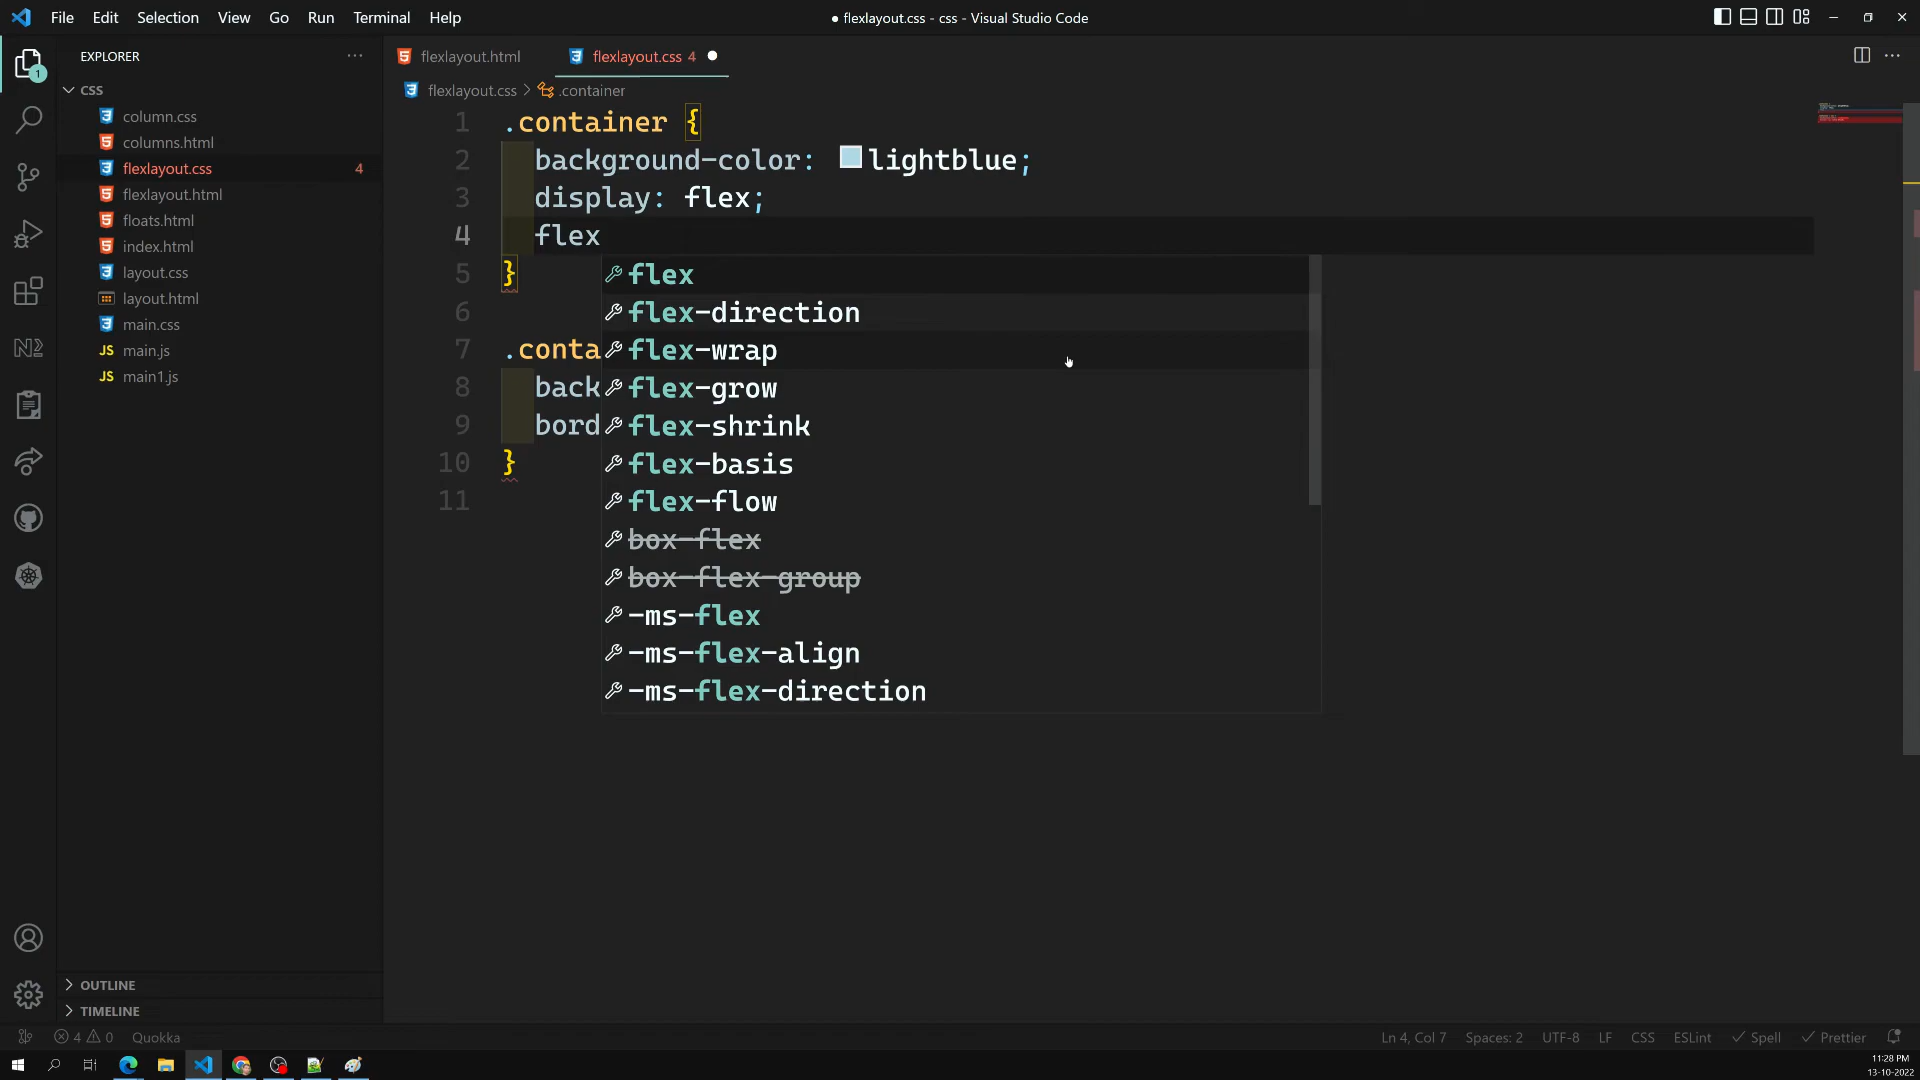 File Edit Selection View Go Run Terminal Help
● flexlayout.css - css - Visual Studio Code
EXPLORER
1
CSS
column.css
columns.html
flexlayout.css 4
flexlayout.html
floats.html
index.html
layout.css
layout.html
main.css
JS main.js
JS main1.js
OUTLINE
TIMELINE
flexlayout.html flexlayout.css 4
flexlayout.css > .container
1 .container {
2 background-color: lightblue;
3 display: flex;
4 flex
5 }
6
7 .conta
8 back
9 bord
10 }
11
flex
flex-direction
flex-wrap
flex-grow
flex-shrink
flex-basis
flex-flow
box-flex
box-flex-group
-ms-flex
-ms-flex-align
-ms-flex-direction
4 0 Quokka
Ln 4, Col 7 Spaces: 2 UTF-8 LF CSS ESLint Spell Prettier
11:28 PM
13-10-2022